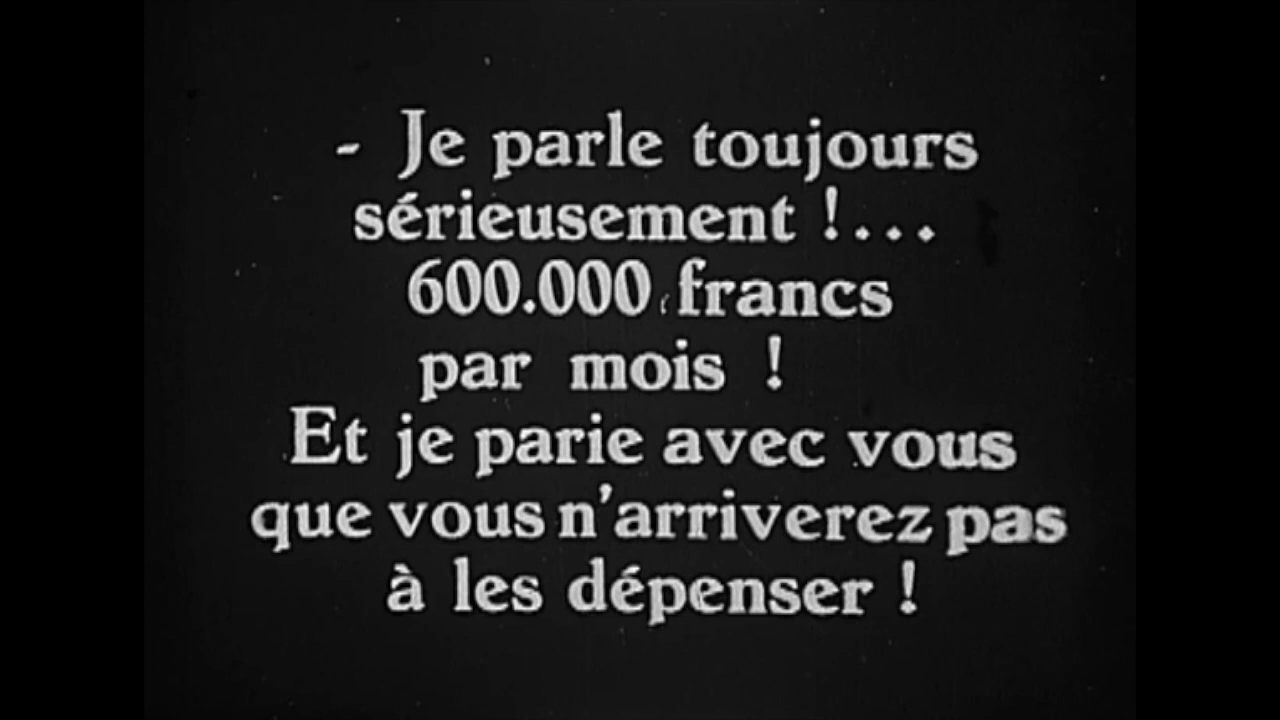 - Je parle toujours
sérieusement !...
600.000 francs
par mois !
Et je parie avec vous
que vous n'arriverez pas
à les dépenser !